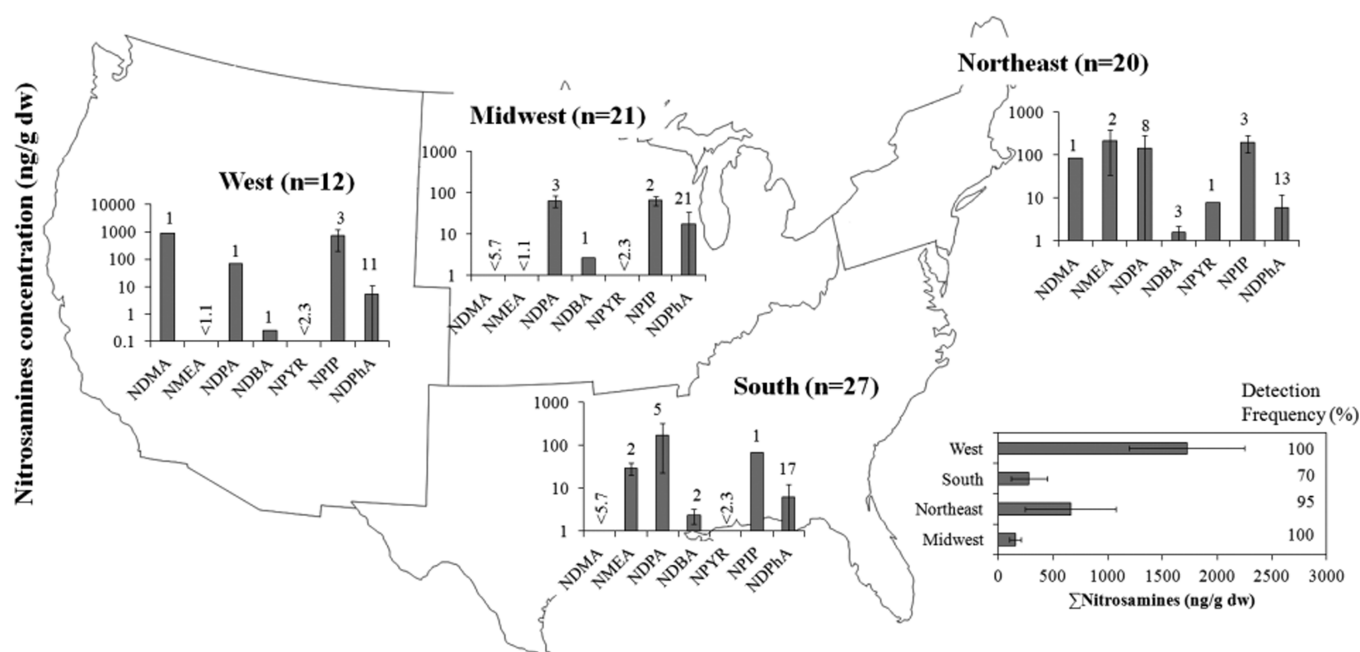 Nitrosamines concentration (ng/g dw)
West (n=12)
10000
1000
100
10
1
0.1
1
<1.1
1
1
<2.3
3
11
NDMA
NMEA
NDPA
NDBA
NPYR
NPIP
NDPhA
Midwest (n=21)
1000
100
10
1
<5.7
<1.1
3
1
<2.3
2
21
NDMA
NMEA
NDPA
NDBA
NPYR
NPIP
NDPhA
Northeast (n=20)
1000
100
10
1
1
2
8
3
1
3
13
NDMA
NMEA
NDPA
NDBA
NPYR
NPIP
NDPhA
South (n=27)
1000
100
10
1
<5.7
2
5
2
<2.3
1
17
NDMA
NMEA
NDPA
NDBA
NPYR
NPIP
NDPhA
Detection
Frequency (%)
West 100
South 70
Northeast 95
Midwest 100
0 500 1000 1500 2000 2500 3000
∑Nitrosamines (ng/g dw)